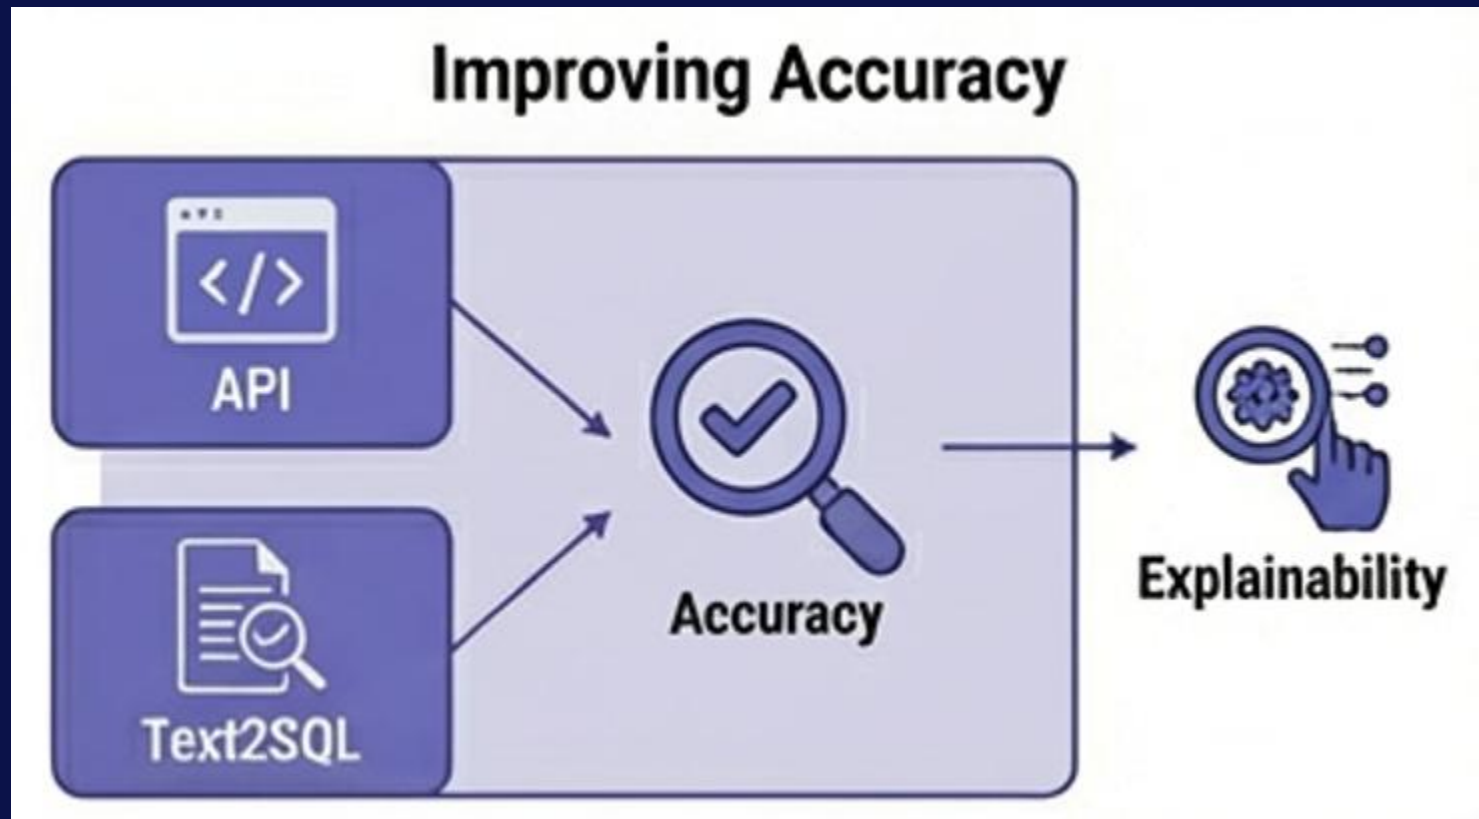 Improving Accuracy
</>
API
Text2SQL
Accuracy
Explainability